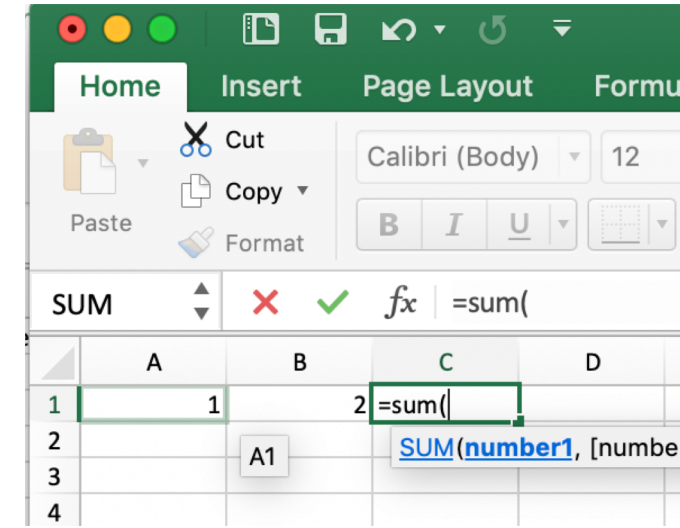 Home Insert Page Layout Formu
Cut
Calibri (Body) 12
Copy
Paste
B I U
Format
SUM fx =sum(
A B C D
1 1 2 =sum(
2 SUM(number1, [numbe
A1
3
4